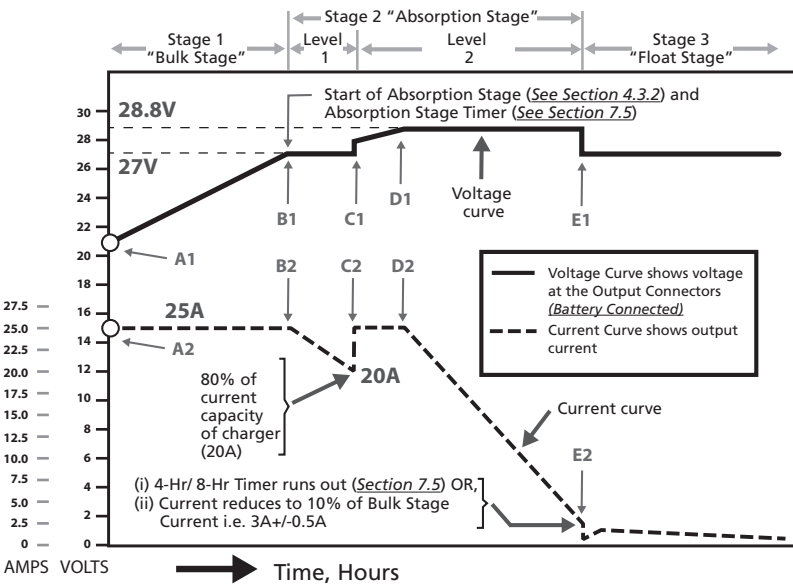 Stage 2 "Absorption Stage"
Stage 1
"Bulk Stage"
Level
1
Level
2
Stage 3
"Float Stage"
28.8V
27V
Start of Absorption Stage (See Section 4.3.2) and
Absorption Stage Timer (See Section 7.5)
B1
C1
D1
Voltage
curve
E1
A1
B2
C2
D2
25A
A2
20A
80% of
current
capacity
of charger
(20A)
Voltage Curve shows voltage
at the Output Connectors
(Battery Connected)
Current Curve shows output
current
Current curve
E2
(i) 4-Hr/ 8-Hr Timer runs out (Section 7.5) OR,
(ii) Current reduces to 10% of Bulk Stage
Current i.e. 3A+/-0.5A
30
28
26
24
22
20
18
16
14
12
10
8
6
4
2
0
27.5
25.0
22.5
20.0
17.5
15.0
12.5
10.0
7.5
5.0
2.5
0
AMPS VOLTS
Time, Hours